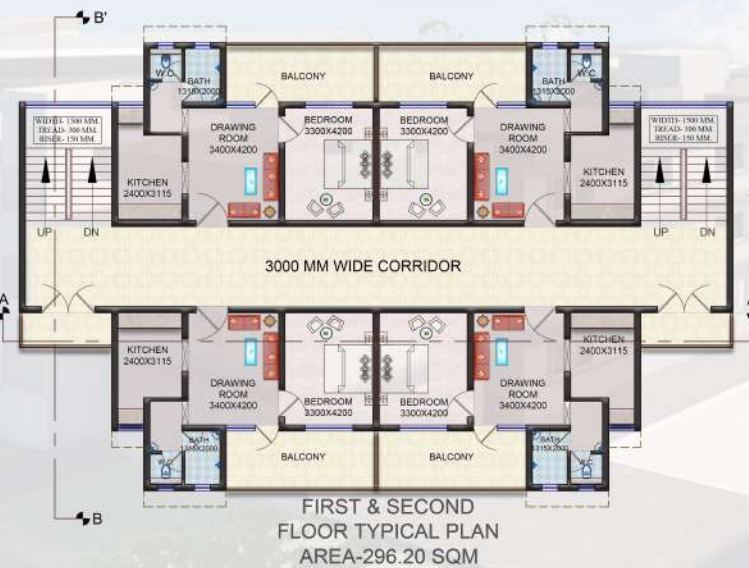 B'
W.C
BATH
1315X2000
BALCONY
BALCONY
BATH
1315X2000
W.C
WIDTH- 1500 MM.
TREAD- 300 MM.
RISER- 150 MM.
DRAWING
ROOM
3400X4200
BEDROOM
3300X4200
BEDROOM
3300X4200
DRAWING
ROOM
3400X4200
WIDTH- 1500 MM.
TREAD- 300 MM.
RISER- 150 MM.
KITCHEN
2400X3115
KITCHEN
2400X3115
UP
DN
UP
DN
3000 MM WIDE CORRIDOR
A
KITCHEN
2400X3115
KITCHEN
2400X3115
DRAWING
ROOM
3400X4200
BEDROOM
3300X4200
BEDROOM
3300X4200
DRAWING
ROOM
3400X4200
BATH
1315X2000
W.C
BALCONY
BALCONY
BATH
1315X2000
W.C
B
FIRST & SECOND
FLOOR TYPICAL PLAN
AREA-296.20 SQM